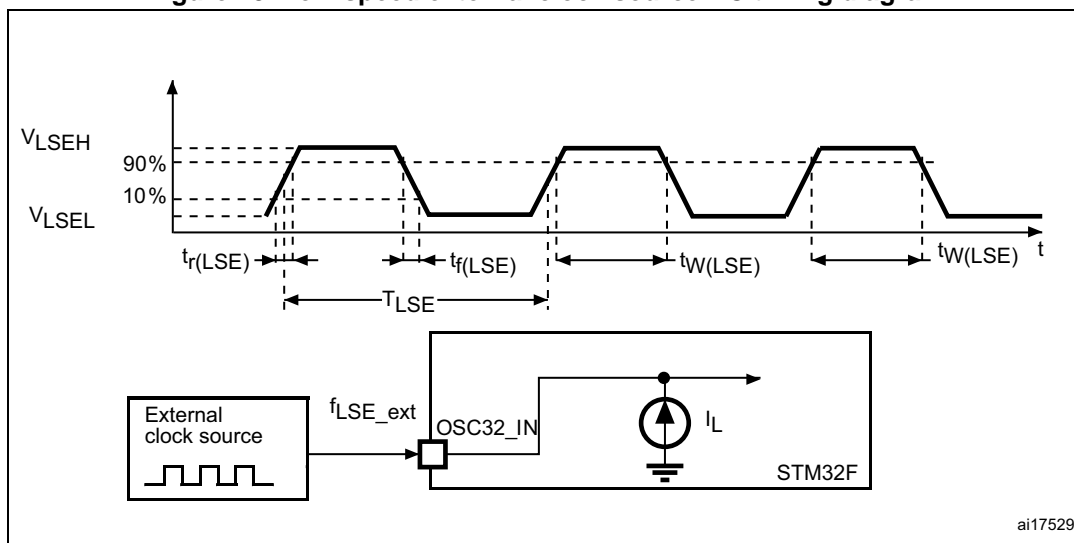 V_LSEH
90%
10%
V_LSEL
t_r(LSE)
t_f(LSE)
t_W(LSE)
t_W(LSE)
t
T_LSE
External
clock source
f_LSE_ext
OSC32_IN
I_L
STM32F
ai17529